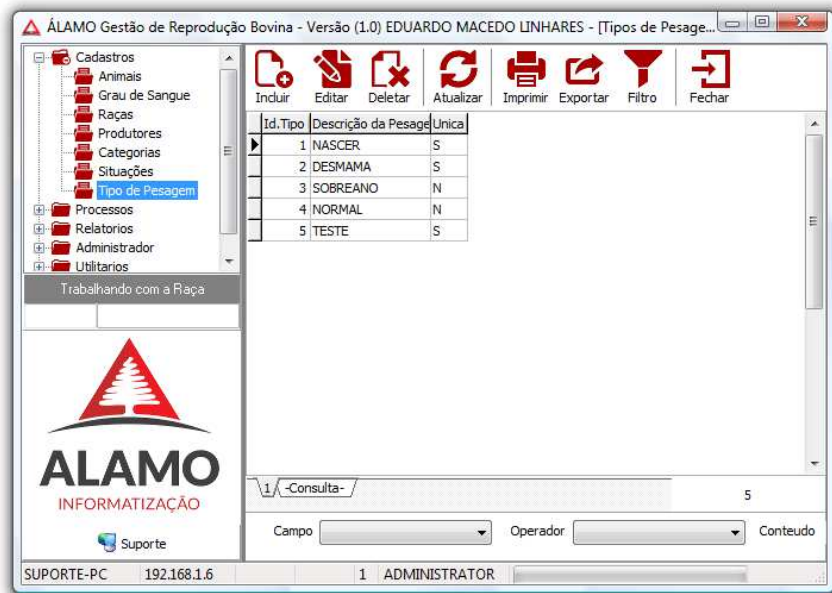 ÁLAMO Gestão de Reprodução Bovina - Versão (1.0) EDUARDO MACEDO LINHARES - [Tipos de Pesage...
Cadastros
Animais
Grau de Sangue
Raças
Produtores
Categorias
Situações
Tipo de Pesagem
Processos
Relatorios
Administrador
Utilitarios
Trabalhando com a Raça
ALAMO
INFORMATIZAÇÃO
Suporte
Incluir Editar Deletar Atualizar Imprimir Exportar Filtro Fechar
Id.Tipo Descrição da Pesage Unica
1 NASCER S
2 DESMAMA S
3 SOBREANO N
4 NORMAL N
5 TESTE S
1 -Consulta- 5
Campo Operador Conteudo
SUPORTE-PC 192.168.1.6 1 ADMINISTRATOR